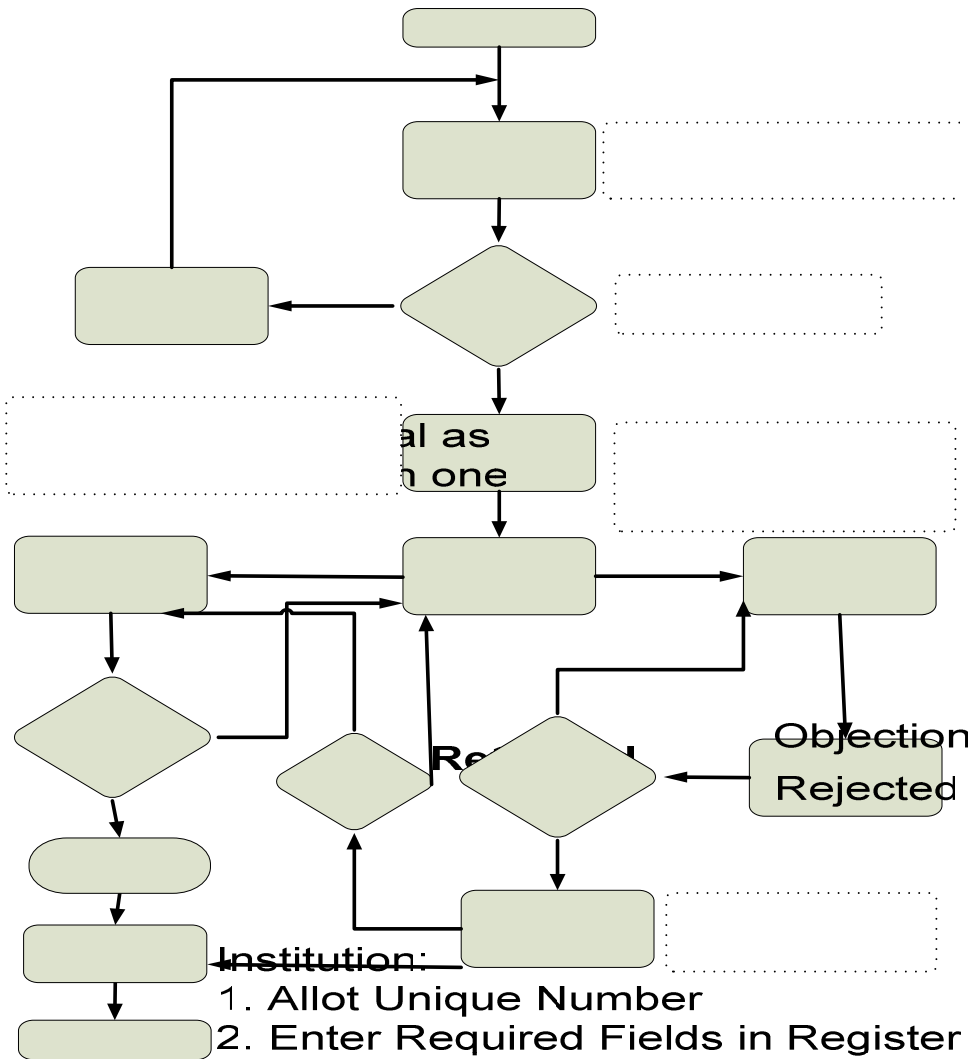 al as
one
Objection
Rejected
Institution:
1. Allot Unique Number
2. Enter Required Fields in Register